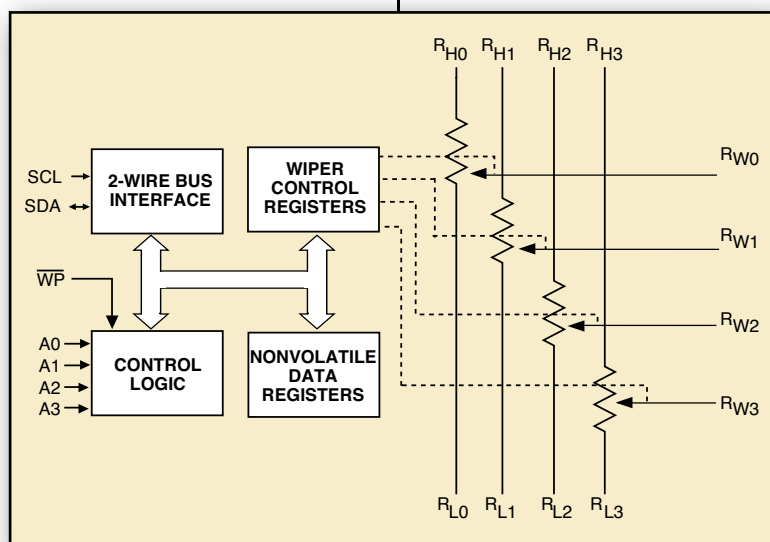 RH0 RH1 RH2 RH3
SCL
SDA
2-WIRE BUS
INTERFACE
WIPER
CONTROL
REGISTERS
RW0
RW1
WP
A0
A1
A2
A3
CONTROL
LOGIC
NONVOLATILE
DATA
REGISTERS
RW2
RW3
RL0 RL1 RL2 RL3